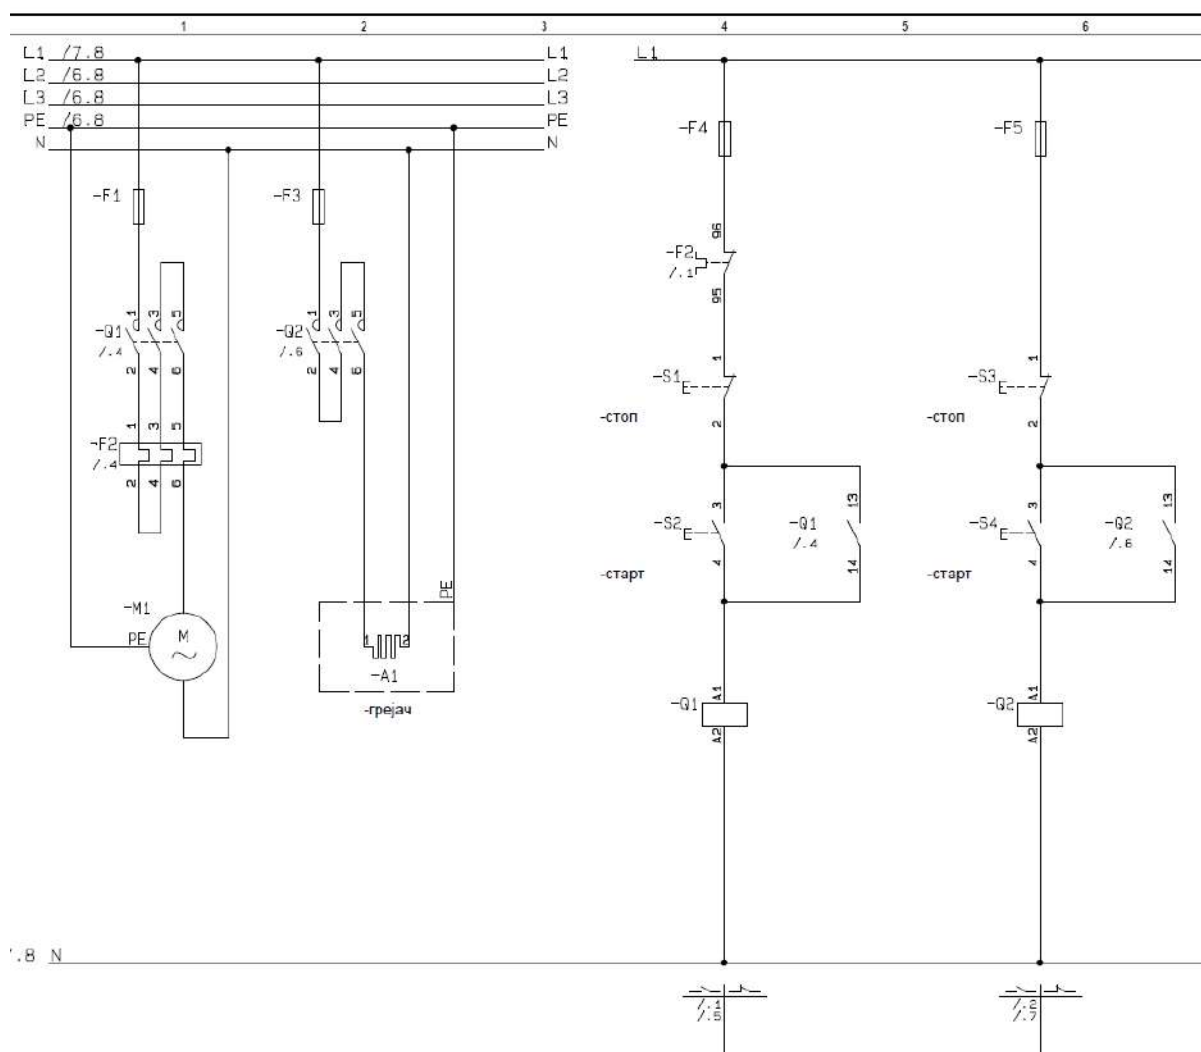 1 2 3 4 5 6
L1 /7.8 L1 L1
L2 /6.8 L2
L3 /6.8 L3
PE /6.8 PE
N N
-F4 -F5
-F1 -F3
96
-F2
/.1
95
1 3 5 1 3 5
-Q1 -Q2
/.4 /.6
2 4 6 2 4 6
1 1
-S1 -S3
-стоп -стоп
2 2
1 3 5
-F2
/.4
2 4 6
3 13 3 13
-S2 -Q1 -S4 -Q2
/.4 /.6
-старт 4 14 -старт 4 14
PE
-M1
PE M 1 2
-A1
-грејач
A1 A1
-Q1 -Q2
A2 A2
.8 N
/.1 /.2
/.5 /.7